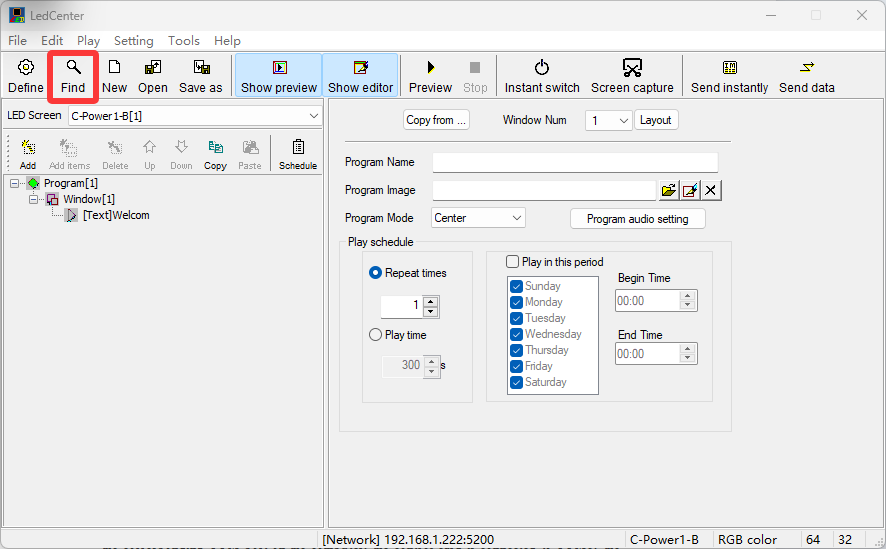 LedCenter
File Edit Play Setting Tools Help
Define Find New Open Save as Show preview Show editor Preview Stop Instant switch Screen capture Send instantly Send data
LED Screen C-Power1-B[1]
Add Add items Delete Up Down Copy Paste Schedule
Program[1]
Window[1]
[Text]Welcom
Copy from ... Window Num 1 Layout
Program Name
Program Image
Program Mode Center Program audio setting
Play schedule
Repeat times
1
Play time
300 s
Play in this period
Sunday
Monday
Tuesday
Wednesday
Thursday
Friday
Saturday
Begin Time
00:00
End Time
00:00
[Network] 192.168.1.222:5200 C-Power1-B RGB color 64 32